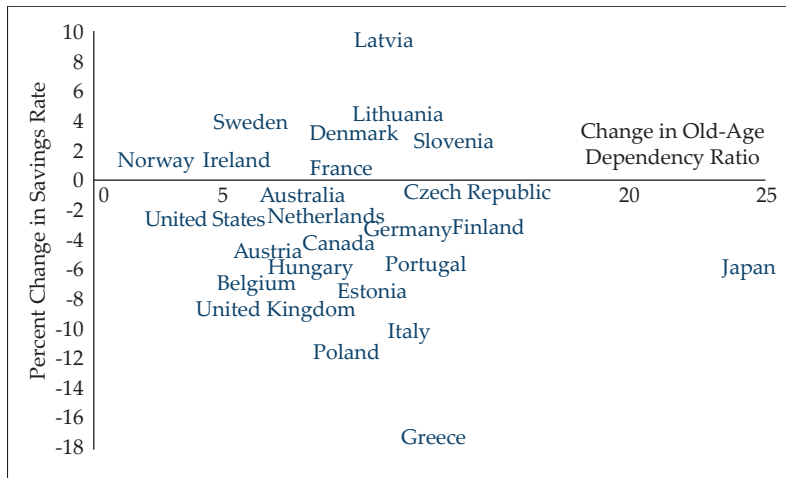 10
Latvia
8
6
4
Lithuania
Sweden
Denmark
Change in Old-Age
Dependency Ratio
2
Slovenia
Norway Ireland
France
0
0
5
20
25
Australia
Czech Republic
-2
United States
Netherlands
Germany
Finland
-4
Canada
Austria
-6
Hungary
Portugal
Japan
Belgium
Estonia
-8
United Kingdom
-10
Italy
Poland
-12
-14
-16
Greece
-18
Percent Change in Savings Rate